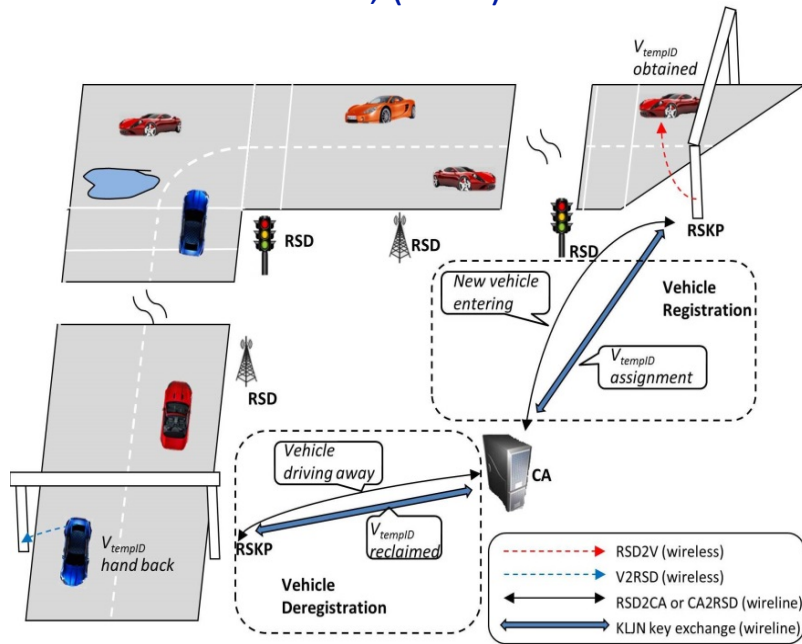 V_tempID
obtained
RSD
RSD
RSD
RSKP
New vehicle
entering
Vehicle
Registration
V_tempID
assignment
RSD
Vehicle
driving away
CA
V_tempID
reclaimed
RSKP
V_tempID
hand back
Vehicle
Deregistration
RSD2V (wireless)
V2RSD (wireless)
RSD2CA or CA2RSD (wireline)
KLJN key exchange (wireline)